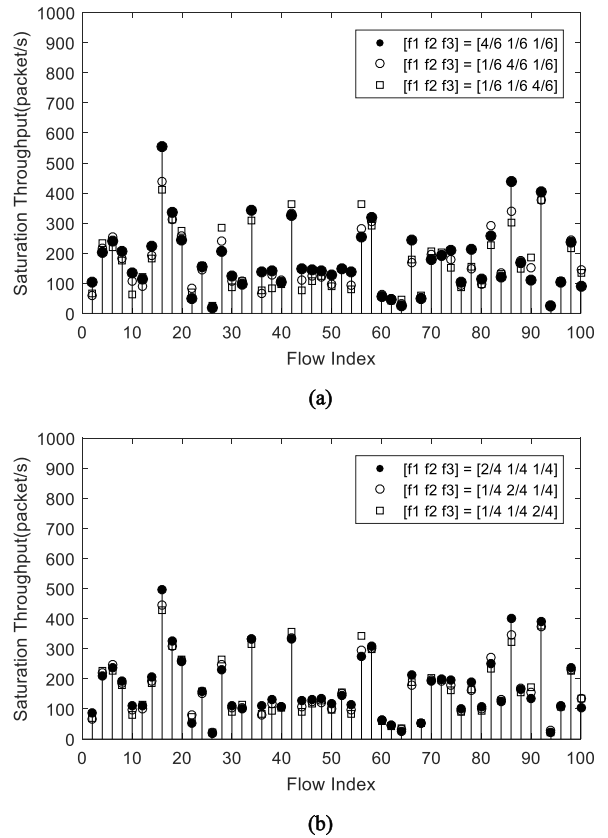 1000
900
800
700
600
500
400
300
200
100
0
Saturation Throughput(packet/s)
[f1 f2 f3] = [4/6 1/6 1/6]
[f1 f2 f3] = [1/6 4/6 1/6]
[f1 f2 f3] = [1/6 1/6 4/6]
0 10 20 30 40 50 60 70 80 90 100
Flow Index
(a)
1000
900
800
700
600
500
400
300
200
100
0
Saturation Throughput(packet/s)
[f1 f2 f3] = [2/4 1/4 1/4]
[f1 f2 f3] = [1/4 2/4 1/4]
[f1 f2 f3] = [1/4 1/4 2/4]
0 10 20 30 40 50 60 70 80 90 100
Flow Index
(b)